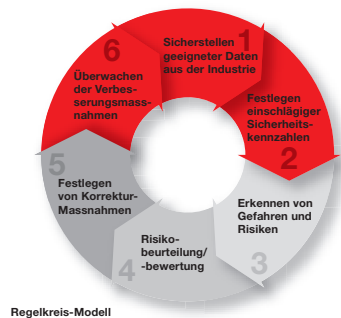 1
Sicherstellen
geeigneter Daten
aus der Industrie
Festlegen
einschlägiger
Sicherheits-
kennzahlen
2
Erkennen von
Gefahren und
Risiken
3
Risiko-
beurteilung/
-bewertung
4
5
Festlegen
von Korrektur-
Massnahmen
6
Überwachen
der Verbes-
serungsmass-
nahmen
Regelkreis-Modell